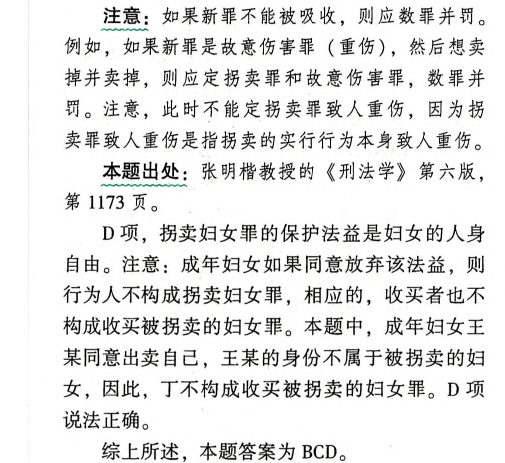 注意：如果新罪不能被吸收，则应数罪并罚。
例如，如果新罪是故意伤害罪（重伤），然后想卖
掉并卖掉，则应定拐卖罪和故意伤害罪，数罪并
罚。注意，此时不能定拐卖罪致人重伤，因为拐
卖罪致人重伤是指拐卖的实行行为本身致人重伤。
本题出处：张明楷教授的《刑法学》第六版，
第 1173 页。
D 项，拐卖妇女罪的保护法益是妇女的人身
自由。注意：成年妇女如果同意放弃该法益，则
行为人不构成拐卖妇女罪，相应的，收买者也不
构成收买被拐卖的妇女罪。本题中，成年妇女王
某同意出卖自己，王某的身份不属于被拐卖的妇
女，因此，丁不构成收买被拐卖的妇女罪。D 项
说法正确。
综上所述，本题答案为 BCD。